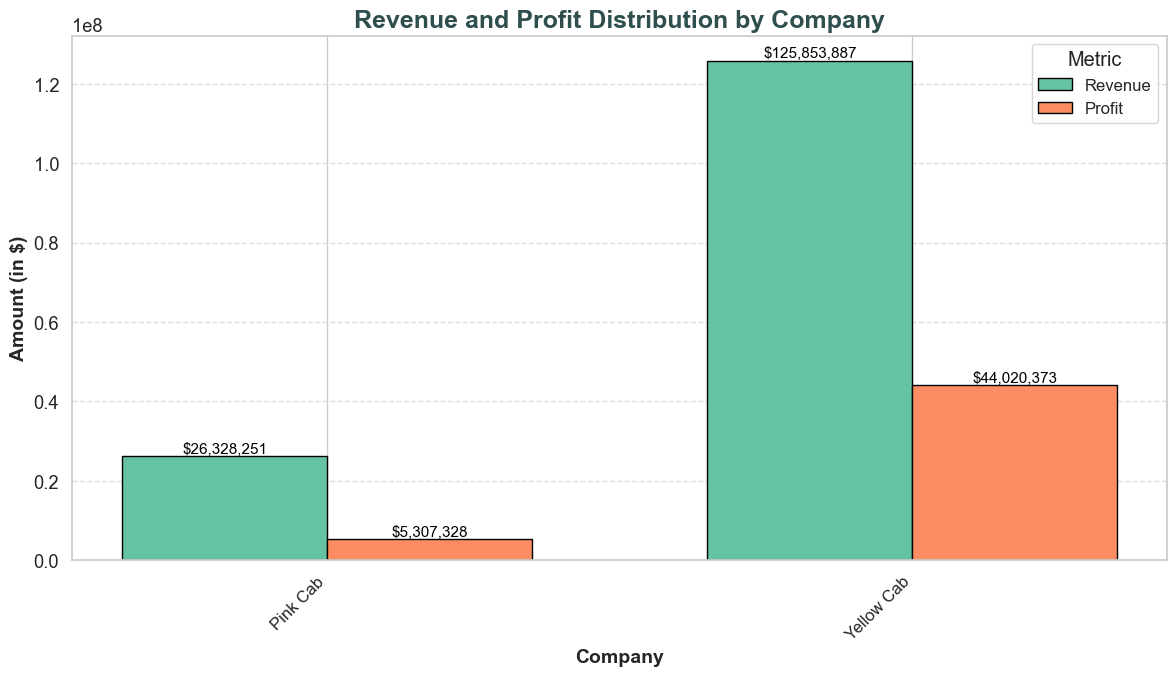 Revenue and Profit Distribution by Company
1e8
Amount (in $)
1.2
1.0
0.8
0.6
0.4
0.2
0.0
$26,328,251
$5,307,328
$125,853,887
$44,020,373
Metric
Revenue
Profit
Pink Cab
Yellow Cab
Company